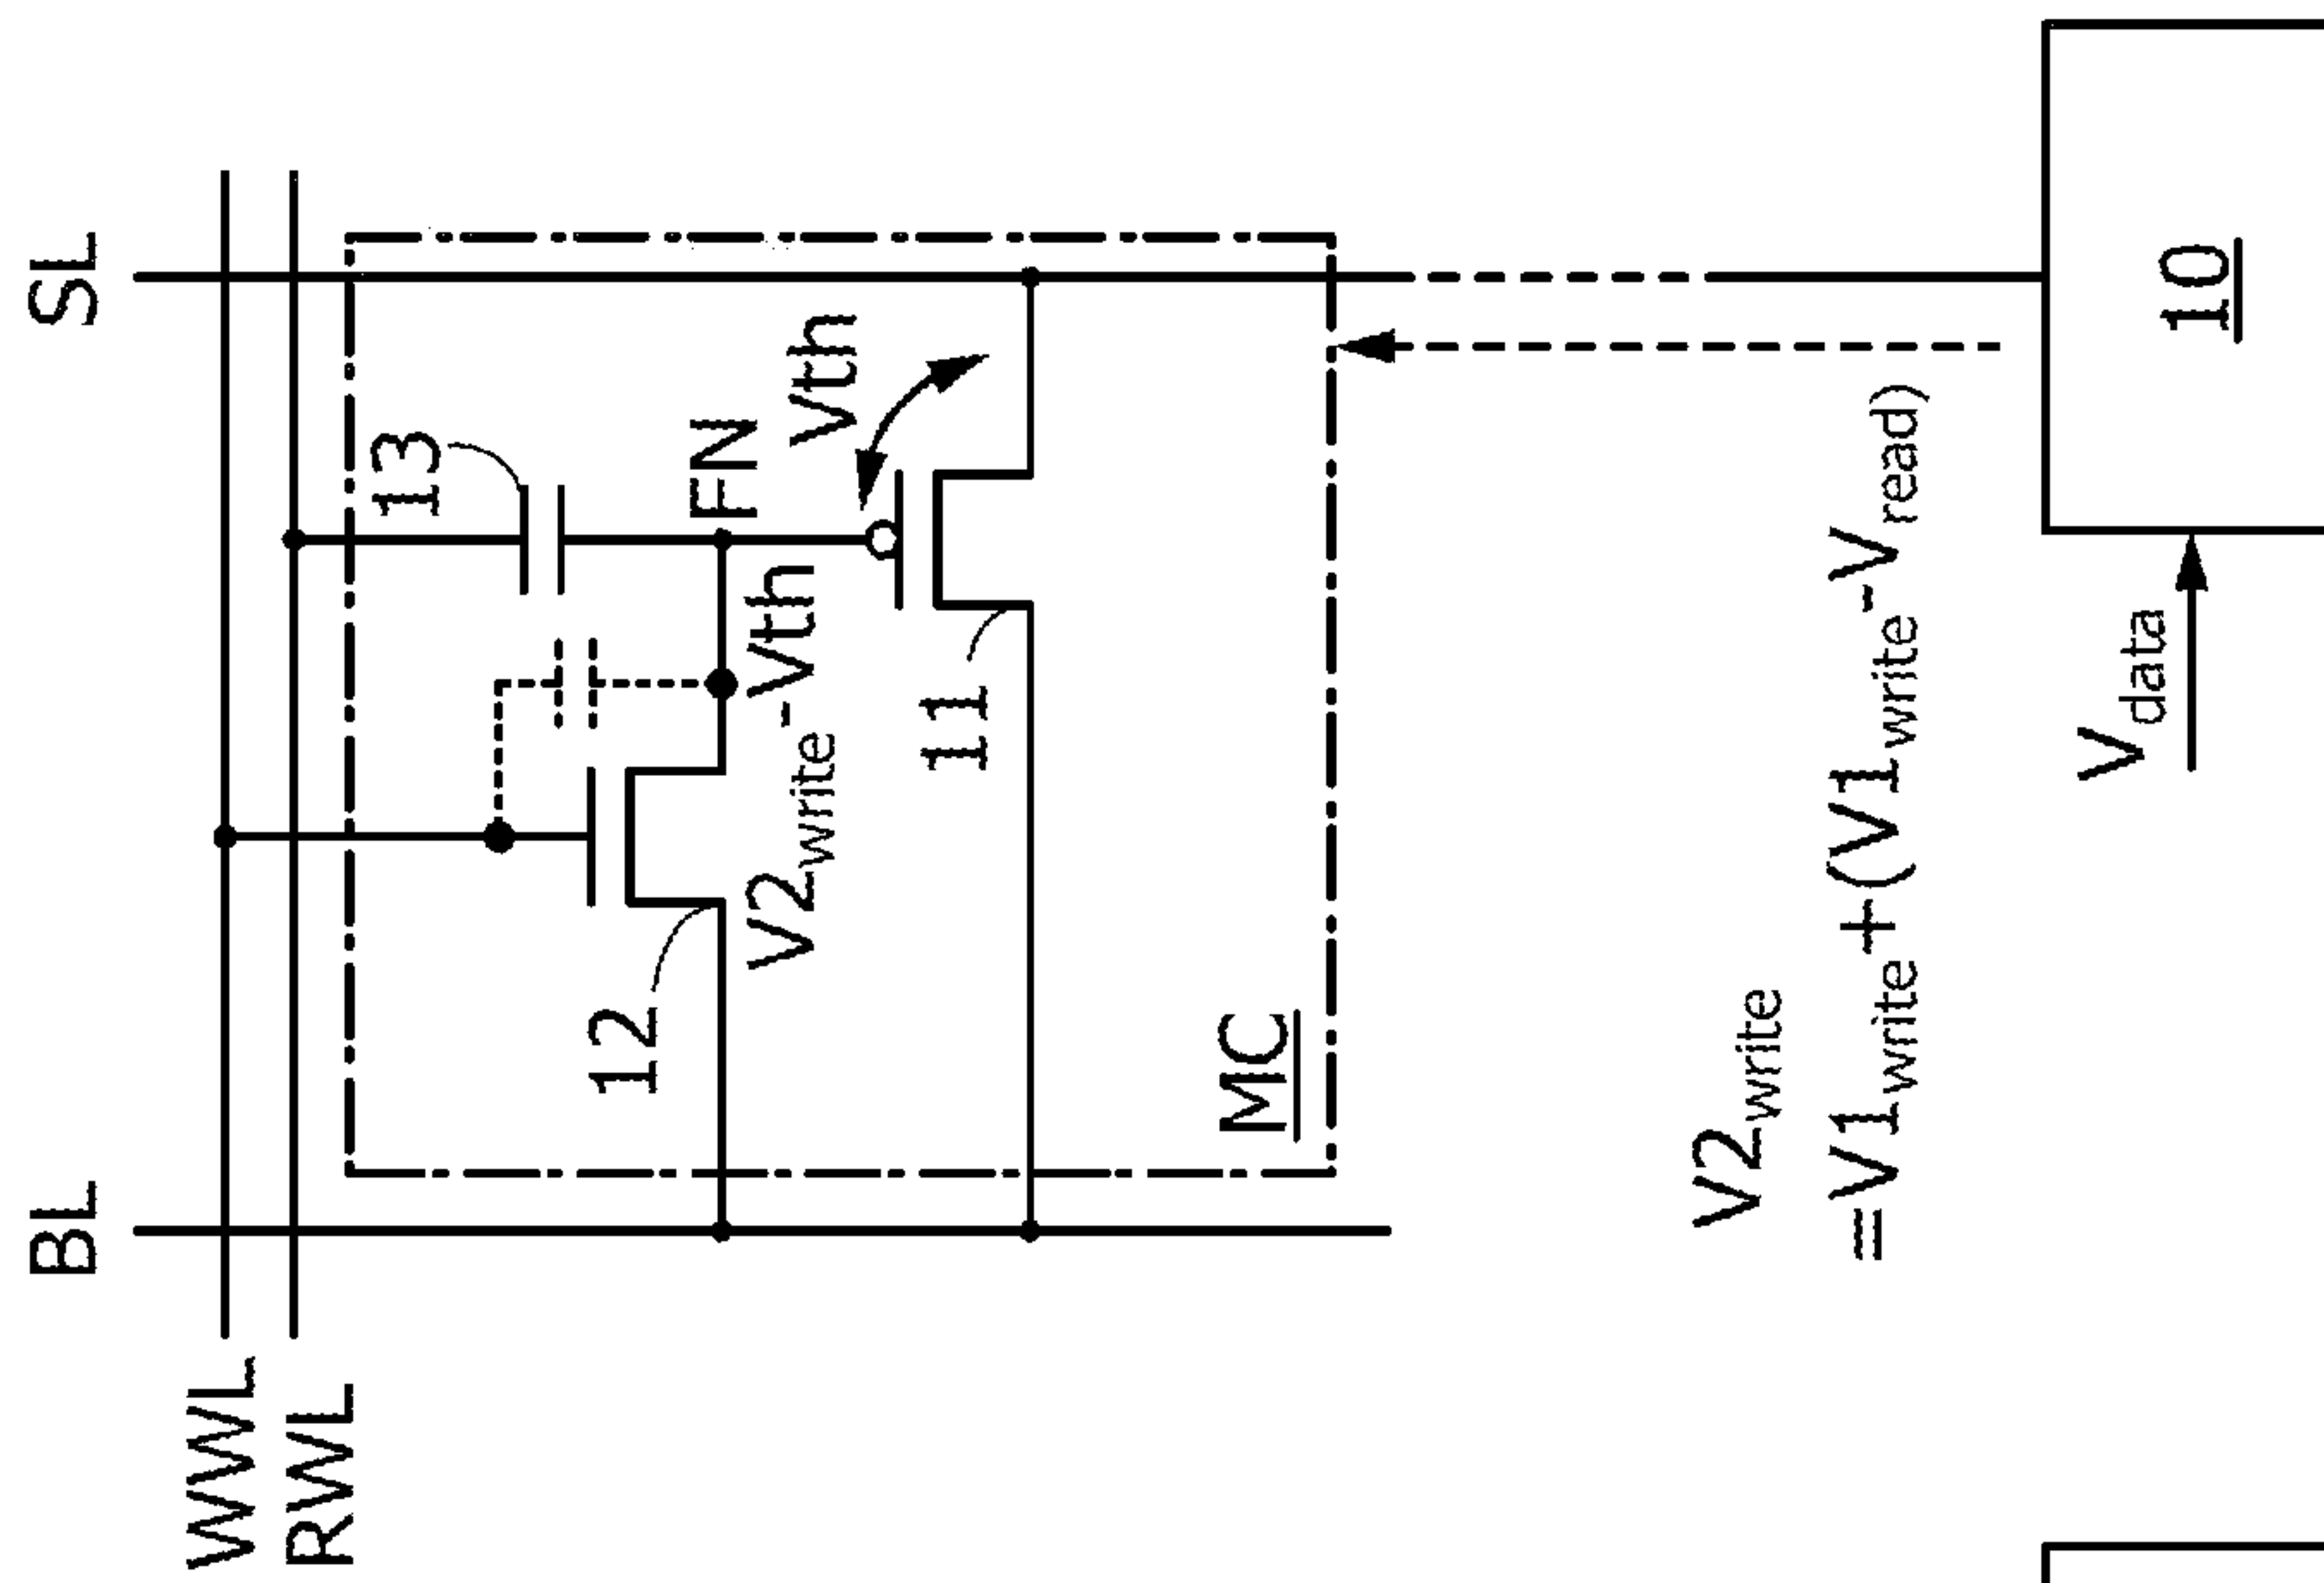 WWL
RWL
BL
SL
13
12
FN
V2write-Vth
Vth
11
MC
V2write
=V1write+(V1write-Vread)
Vdata
10